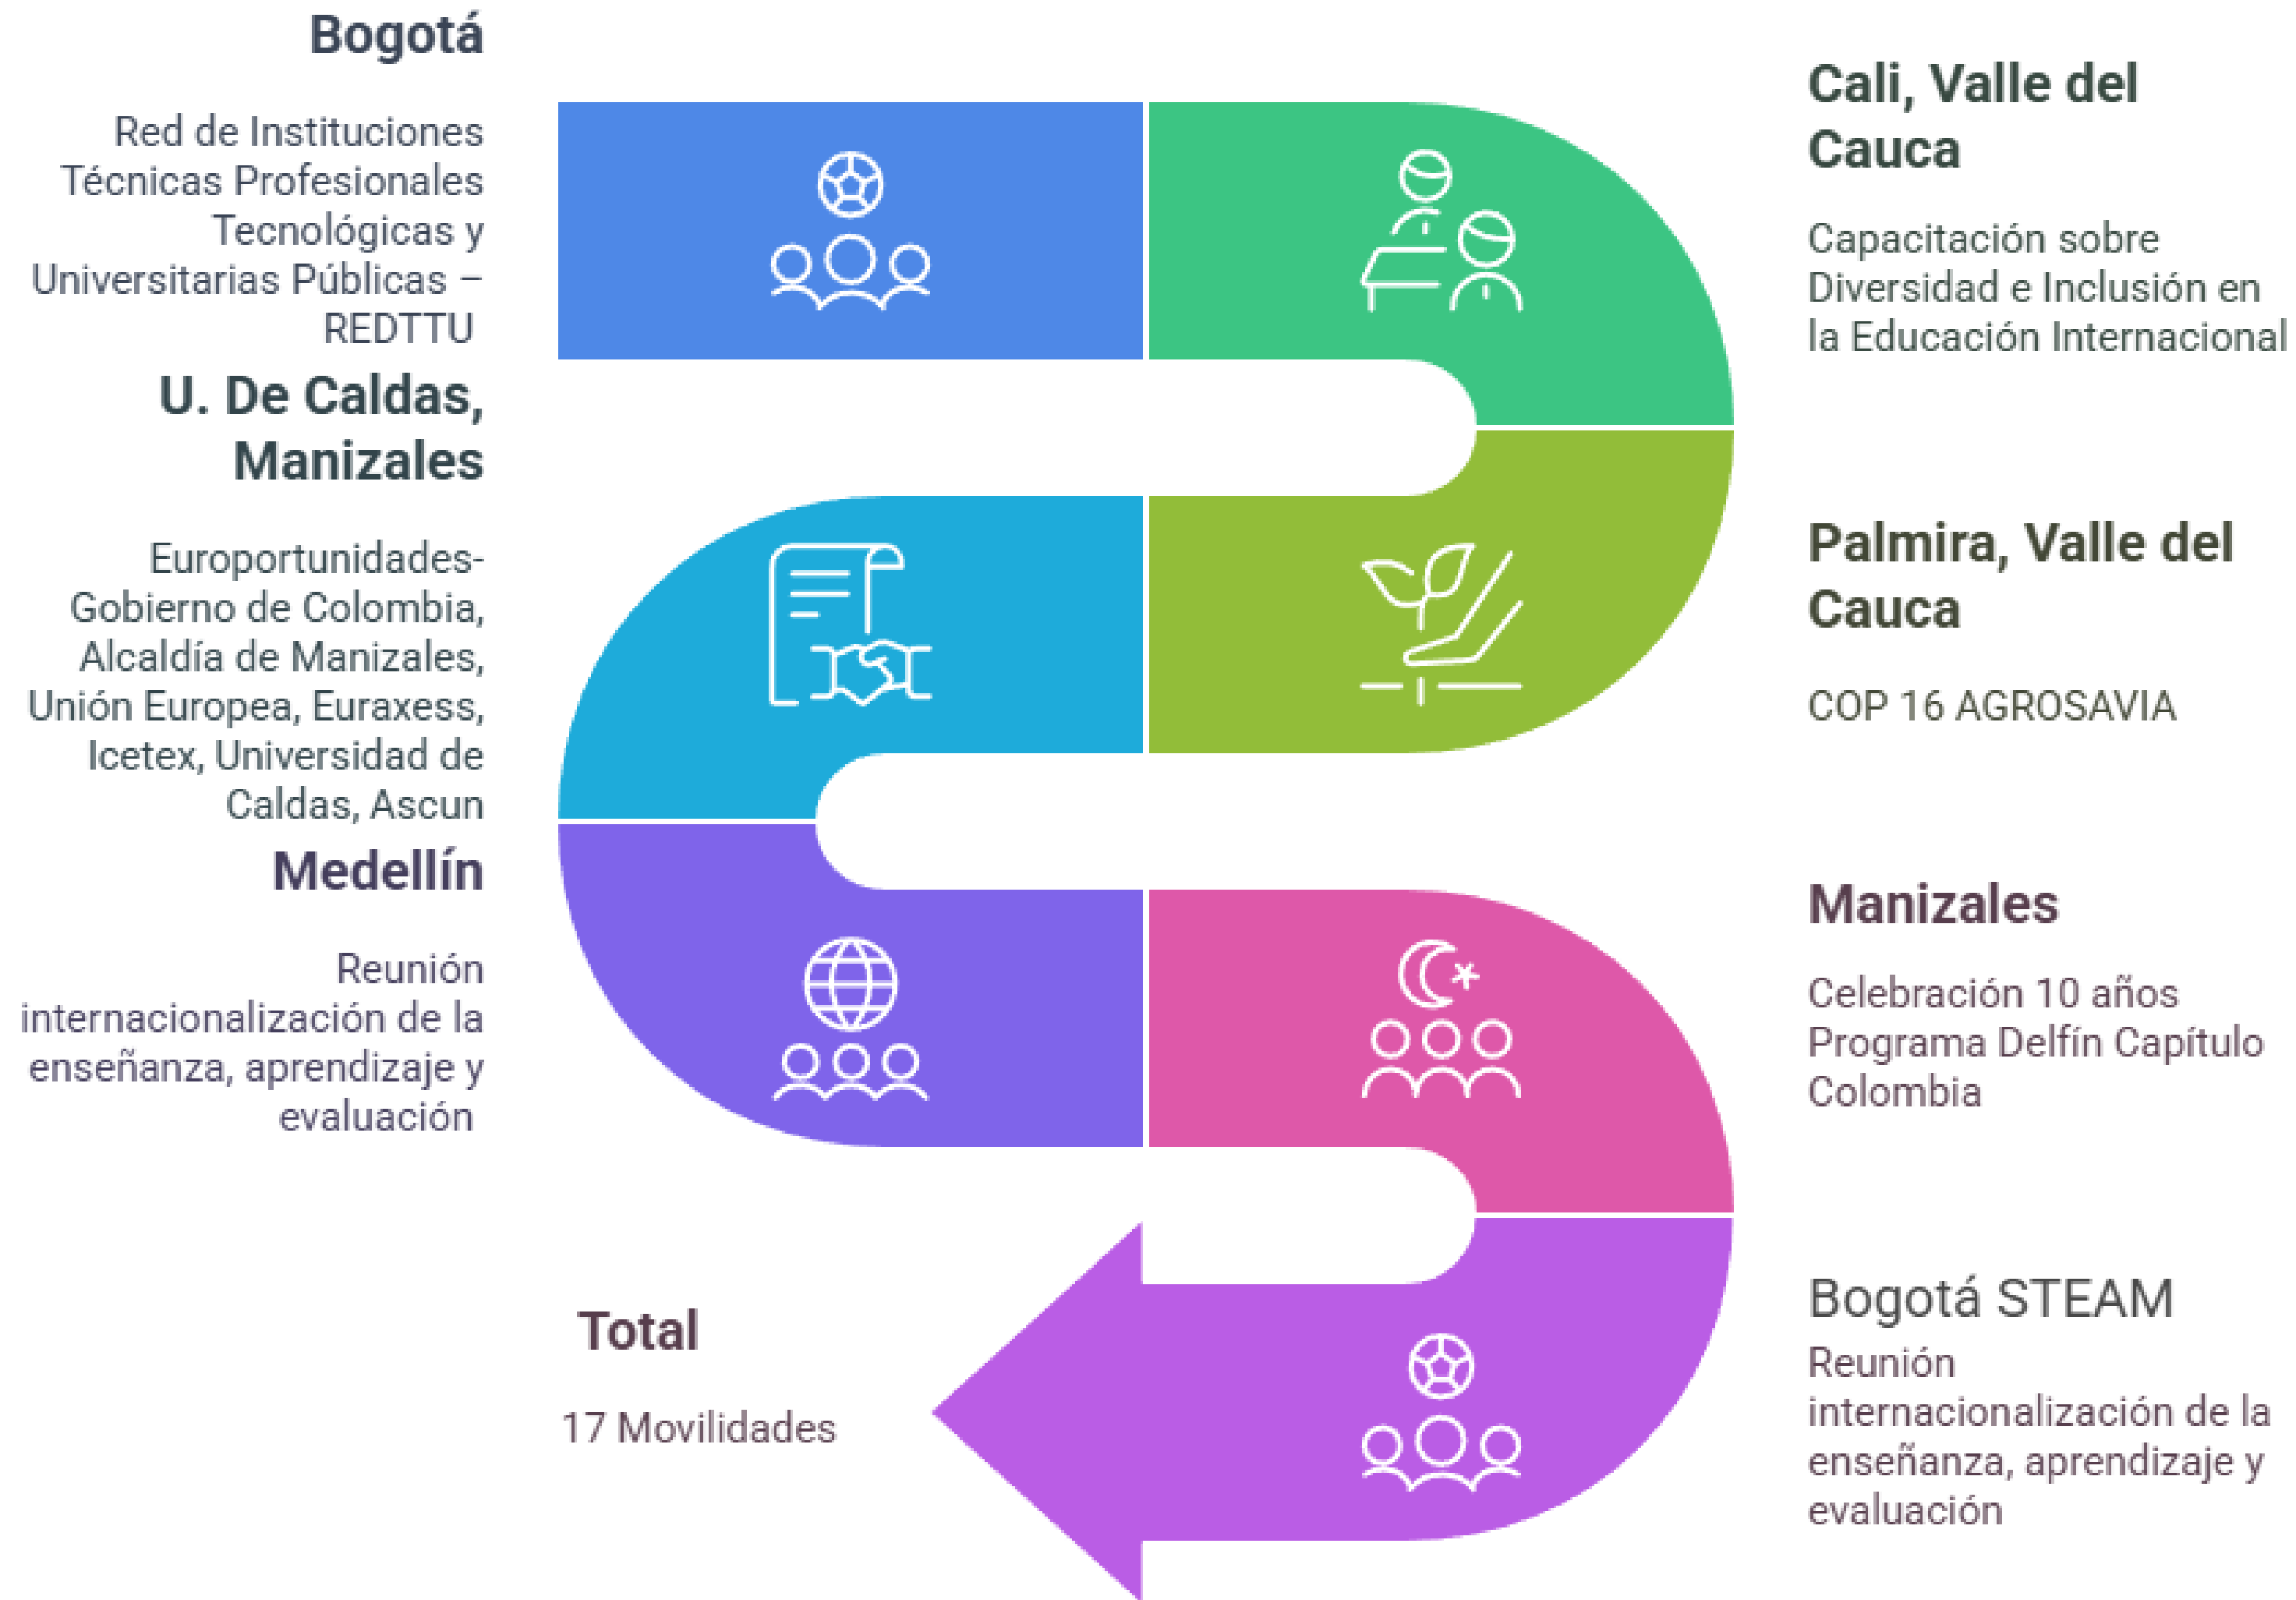 Bogotá
Red de Instituciones
Técnicas Profesionales
Tecnológicas y
Universitarias Públicas –
REDTTU
Cali, Valle del
Cauca
Capacitación sobre
Diversidad e Inclusión en
la Educación Internacional
Palmira, Valle del
Cauca
COP 16 AGROSAVIA
U. De Caldas,
Manizales
Europortunidades-
Gobierno de Colombia,
Alcaldía de Manizales,
Unión Europea, Euraxess,
Icetex, Universidad de
Caldas, Ascun
Medellín
Reunión
internacionalización de la
enseñanza, aprendizaje y
evaluación
Manizales
Celebración 10 años
Programa Delfín Capítulo
Colombia
Bogotá STEAM
Reunión
internacionalización de la
enseñanza, aprendizaje y
evaluación
Total
17 Movilidades